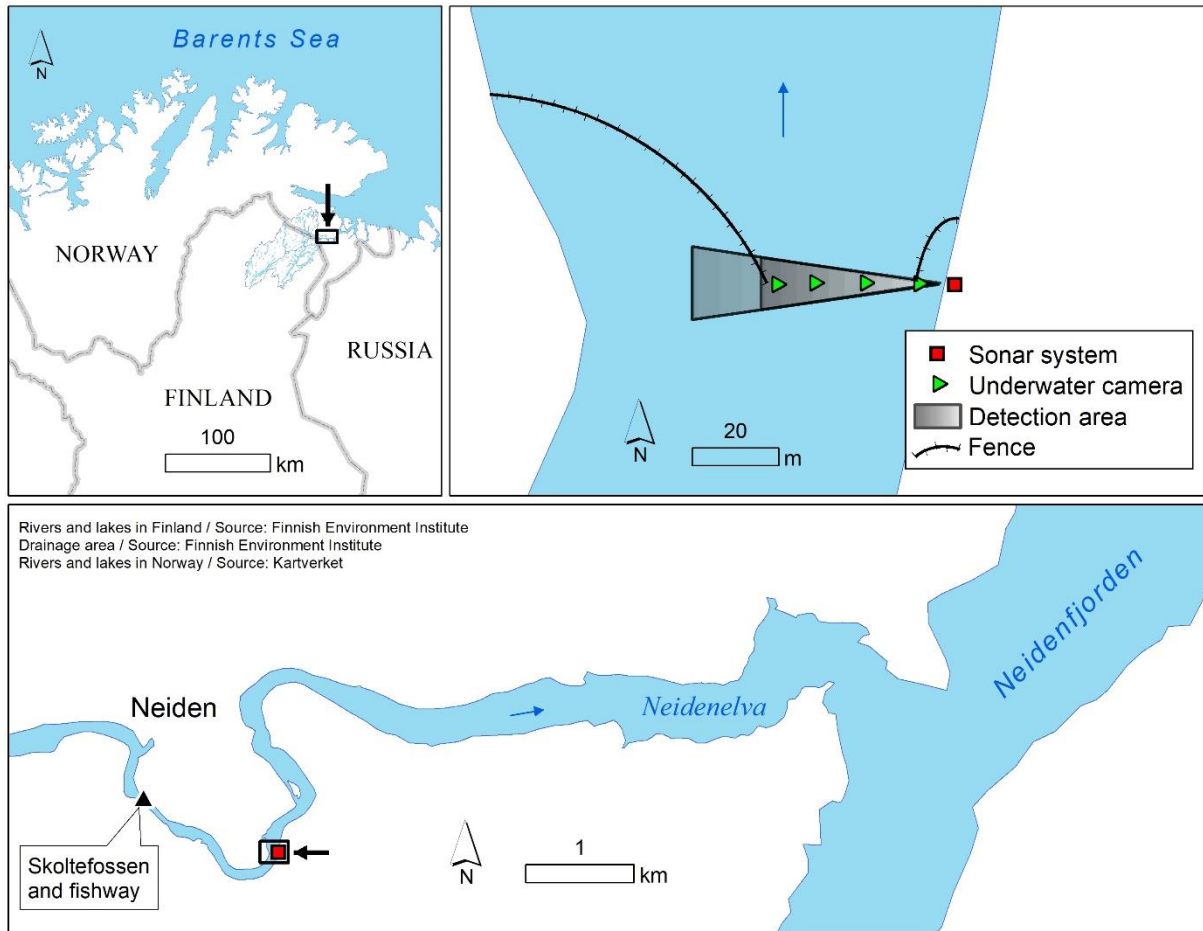 Barents Sea
N
NORWAY
RUSSIA
FINLAND
100
km
Sonar system
Underwater camera
Detection area
Fence
N
20
m
Rivers and lakes in Finland / Source: Finnish Environment Institute
Drainage area / Source: Finnish Environment Institute
Rivers and lakes in Norway / Source: Kartverket
Neidenfjorden
Neiden
Neidenelva
Skoltefossen
and fishway
N
1
km